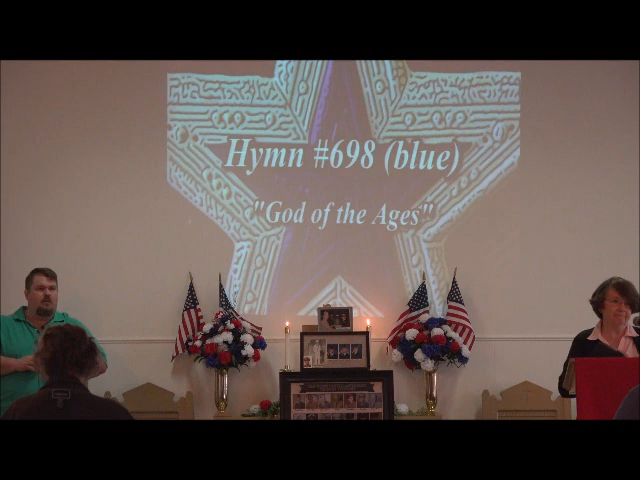 Hymn #698 (blue)
"God of the Ages"